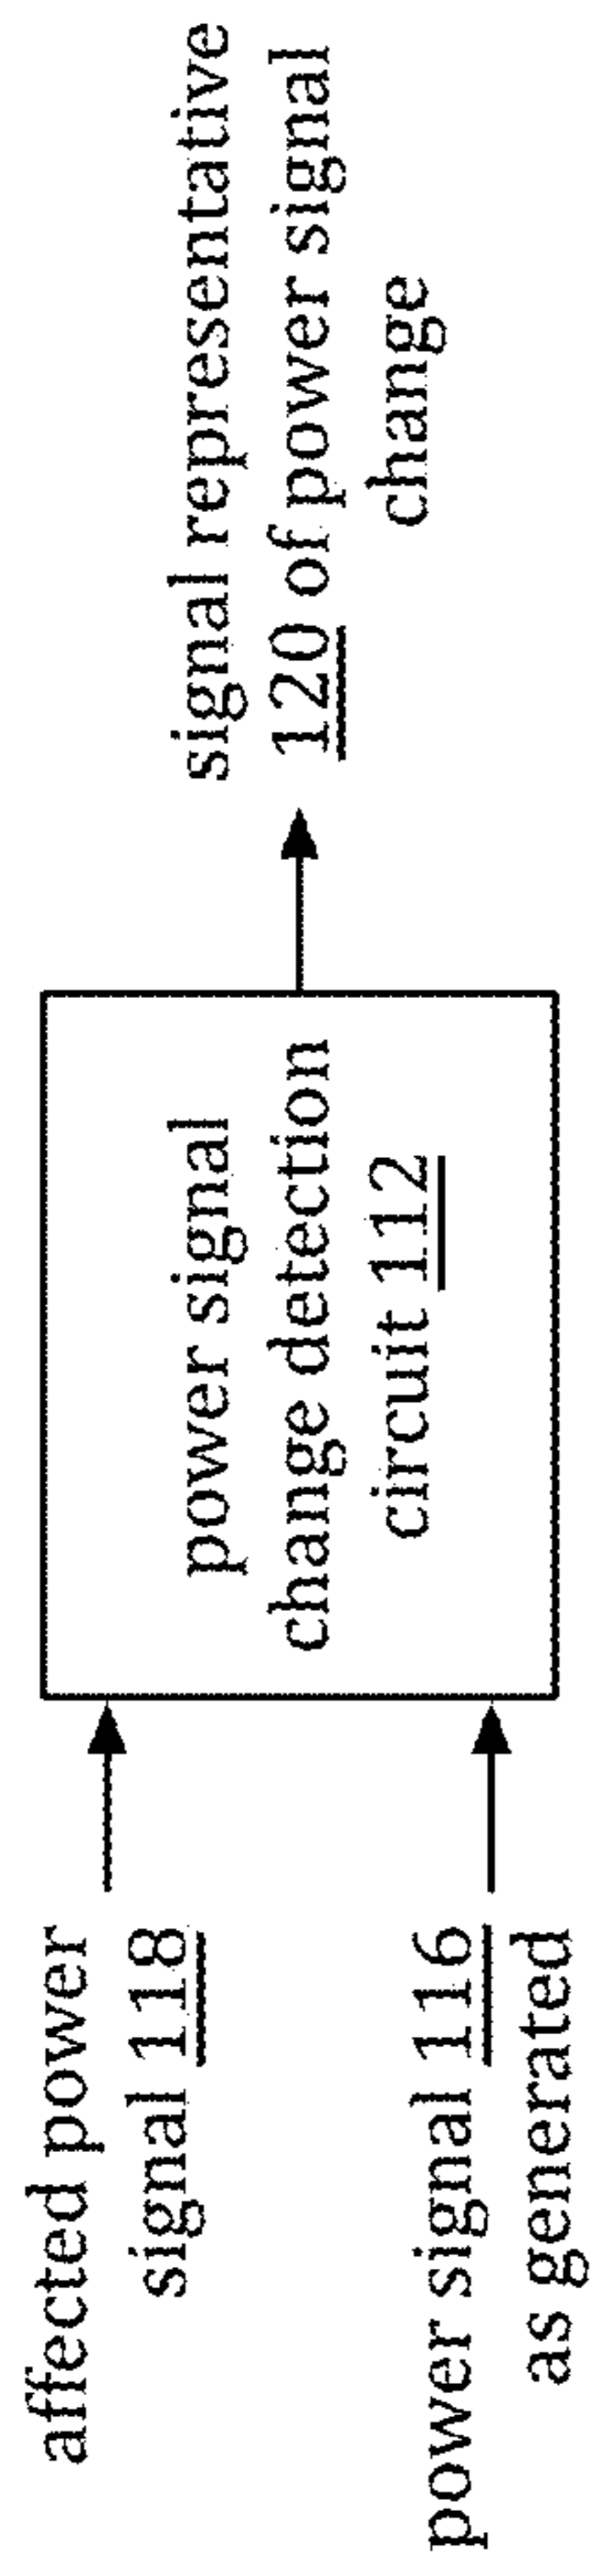 affected power
signal 118
power signal 116
as generated
power signal
change detection
circuit 112
signal representative
120 of power signal
change